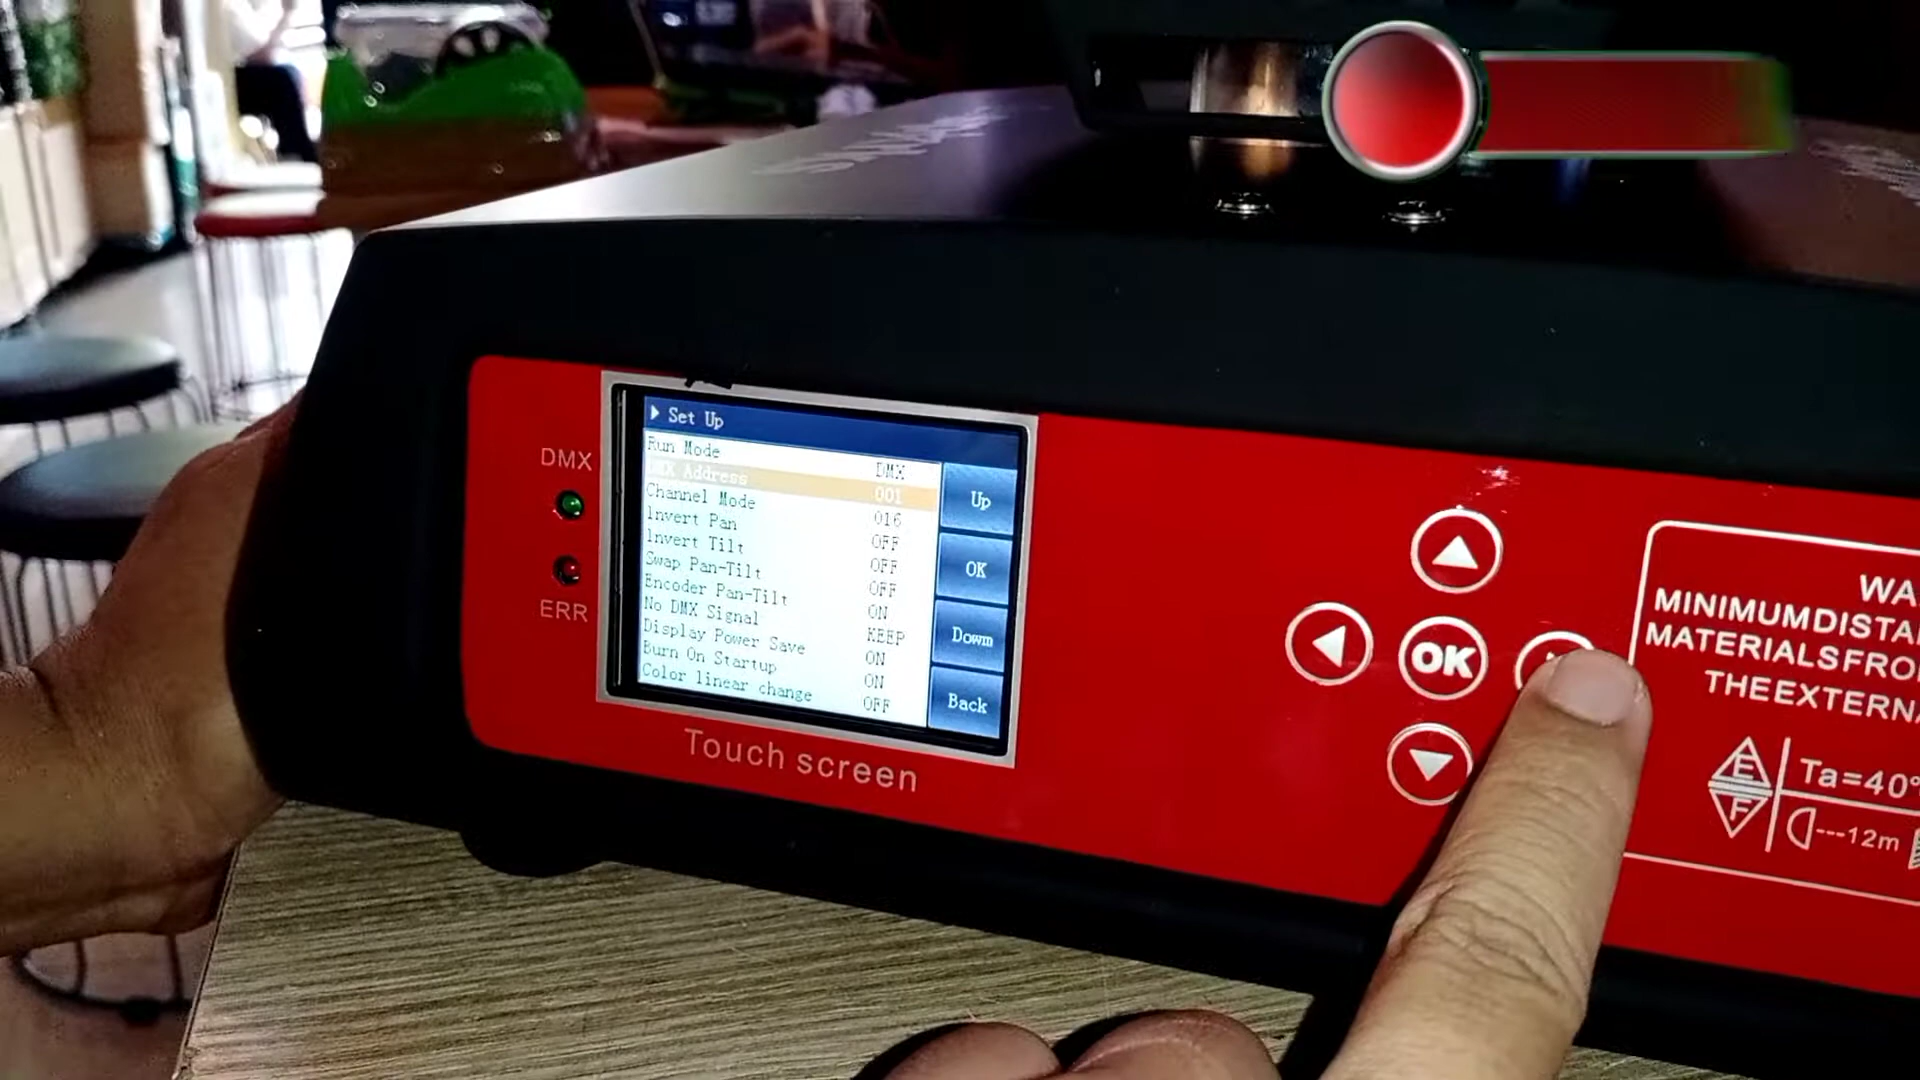 Set Up
Run Mode DMX
DMX Address 001
Channel Mode 016
Invert Pan OFF
Invert Tilt OFF
Swap Pan-Tilt OFF
Encoder Pan-Tilt ON
No DMX Signal KEEP
Display Power Save ON
Burn On Startup ON
Color linear change OFF
Up
OK
Down
Back
DMX
ERR
Touch screen
OK
WA
MINIMUMDISTA
MATERIALSFRO
THEEXTERNA
E
F
Ta=40°
---12m